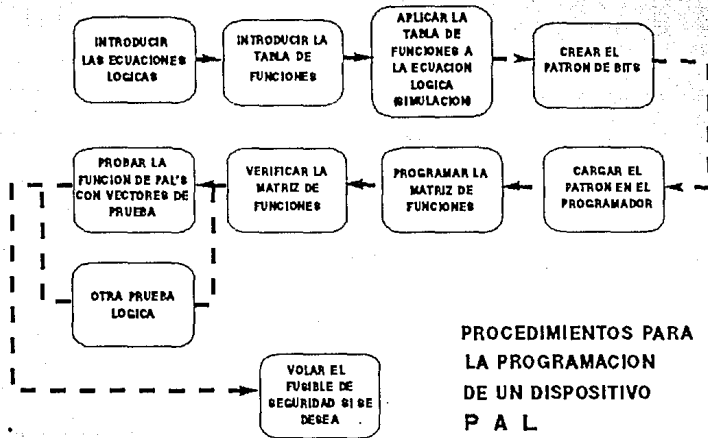 INTRODUCIR
LAS ECUACIONES
LOGICAS
INTRODUCIR LA
TABLA DE
FUNCIONES
APLICAR LA
TABLA DE
FUNCIONES A
LA ECUACION
LOGICA
(SIMULACION)
CREAR EL
PATRON DE BITS
CARGAR EL
PATRON EN EL
PROGRAMADOR
PROGRAMAR LA
MATRIZ DE
FUNCIONES
VERIFICAR LA
MATRIZ DE
FUNCIONES
PROBAR LA
FUNCION DE PAL'S
CON VECTORES DE
PRUEBA
OTRA PRUEBA
LOGICA
VOLAR EL
FUSIBLE DE
SEGURIDAD SI SE
DESEA
PROCEDIMIENTOS PARA
LA PROGRAMACION
DE UN DISPOSITIVO
P A L